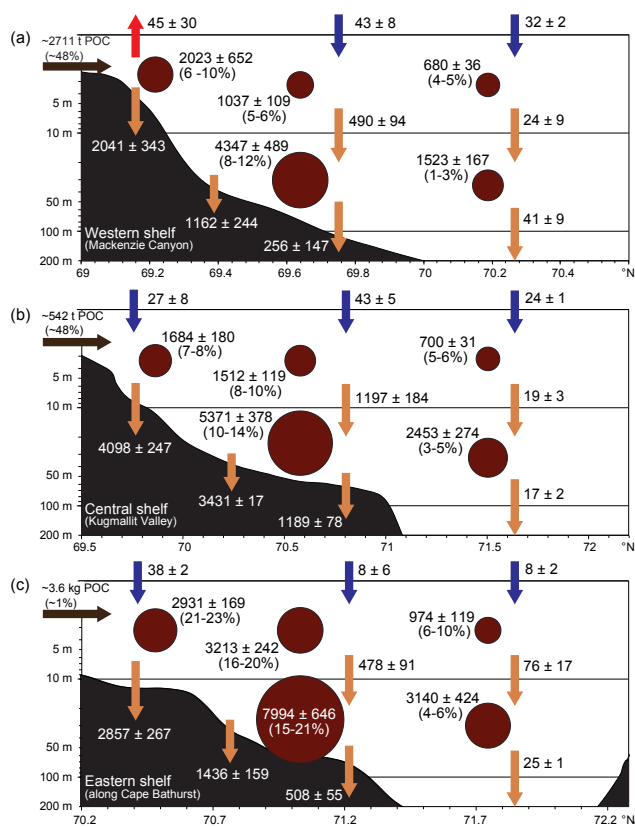 45 ± 30
43 ± 8
32 ± 2
(a)
~2711 t POC
(~48%)
2023 ± 652
(6 -10%)
680 ± 36
(4-5%)
1037 ± 109
(5-6%)
5 m
490 ± 94
24 ± 9
10 m
2041 ± 343
4347 ± 489
(8-12%)
1523 ± 167
(1-3%)
50 m
1162 ± 244
41 ± 9
Western shelf
(Mackenzie Canyon)
256 ± 147
100 m
200 m
69
69.2
69.4
69.6
69.8
70
70.2
70.4
°N
27 ± 8
43 ± 5
24 ± 1
(b)
~542 t POC
(~48%)
1684 ± 180
(7-8%)
700 ± 31
(5-6%)
1512 ± 119
(8-10%)
5 m
1197 ± 184
19 ± 3
10 m
5371 ± 378
(10-14%)
2453 ± 274
(3-5%)
4098 ± 247
50 m
3431 ± 17
17 ± 2
Central shelf
(Kugmallit Valley)
1189 ± 78
100 m
200 m
69.5
70
70.5
71
71.5
72
°N
38 ± 2
8 ± 6
8 ± 2
(c)
~3.6 kg POC
(~1%)
2931 ± 169
(21-23%)
974 ± 119
(6-10%)
3213 ± 242
(16-20%)
5 m
478 ± 91
76 ± 17
10 m
7994 ± 646
(15-21%)
3140 ± 424
(4-6%)
2857 ± 267
50 m
1436 ± 159
25 ± 1
Eastern shelf
(along Cape Bathurst)
508 ± 55
100 m
200 m
70.2
70.7
71.2
71.7
72.2
°N